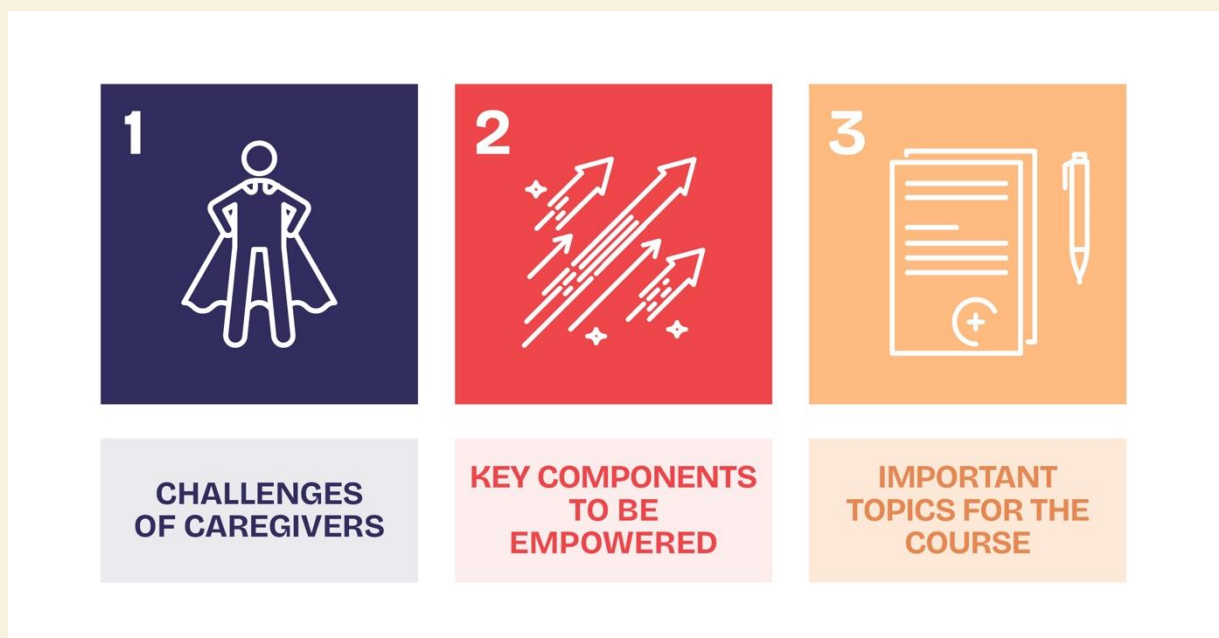 1
2
3
CHALLENGES
OF CAREGIVERS
KEY COMPONENTS
TO BE
EMPOWERED
IMPORTANT
TOPICS FOR THE
COURSE